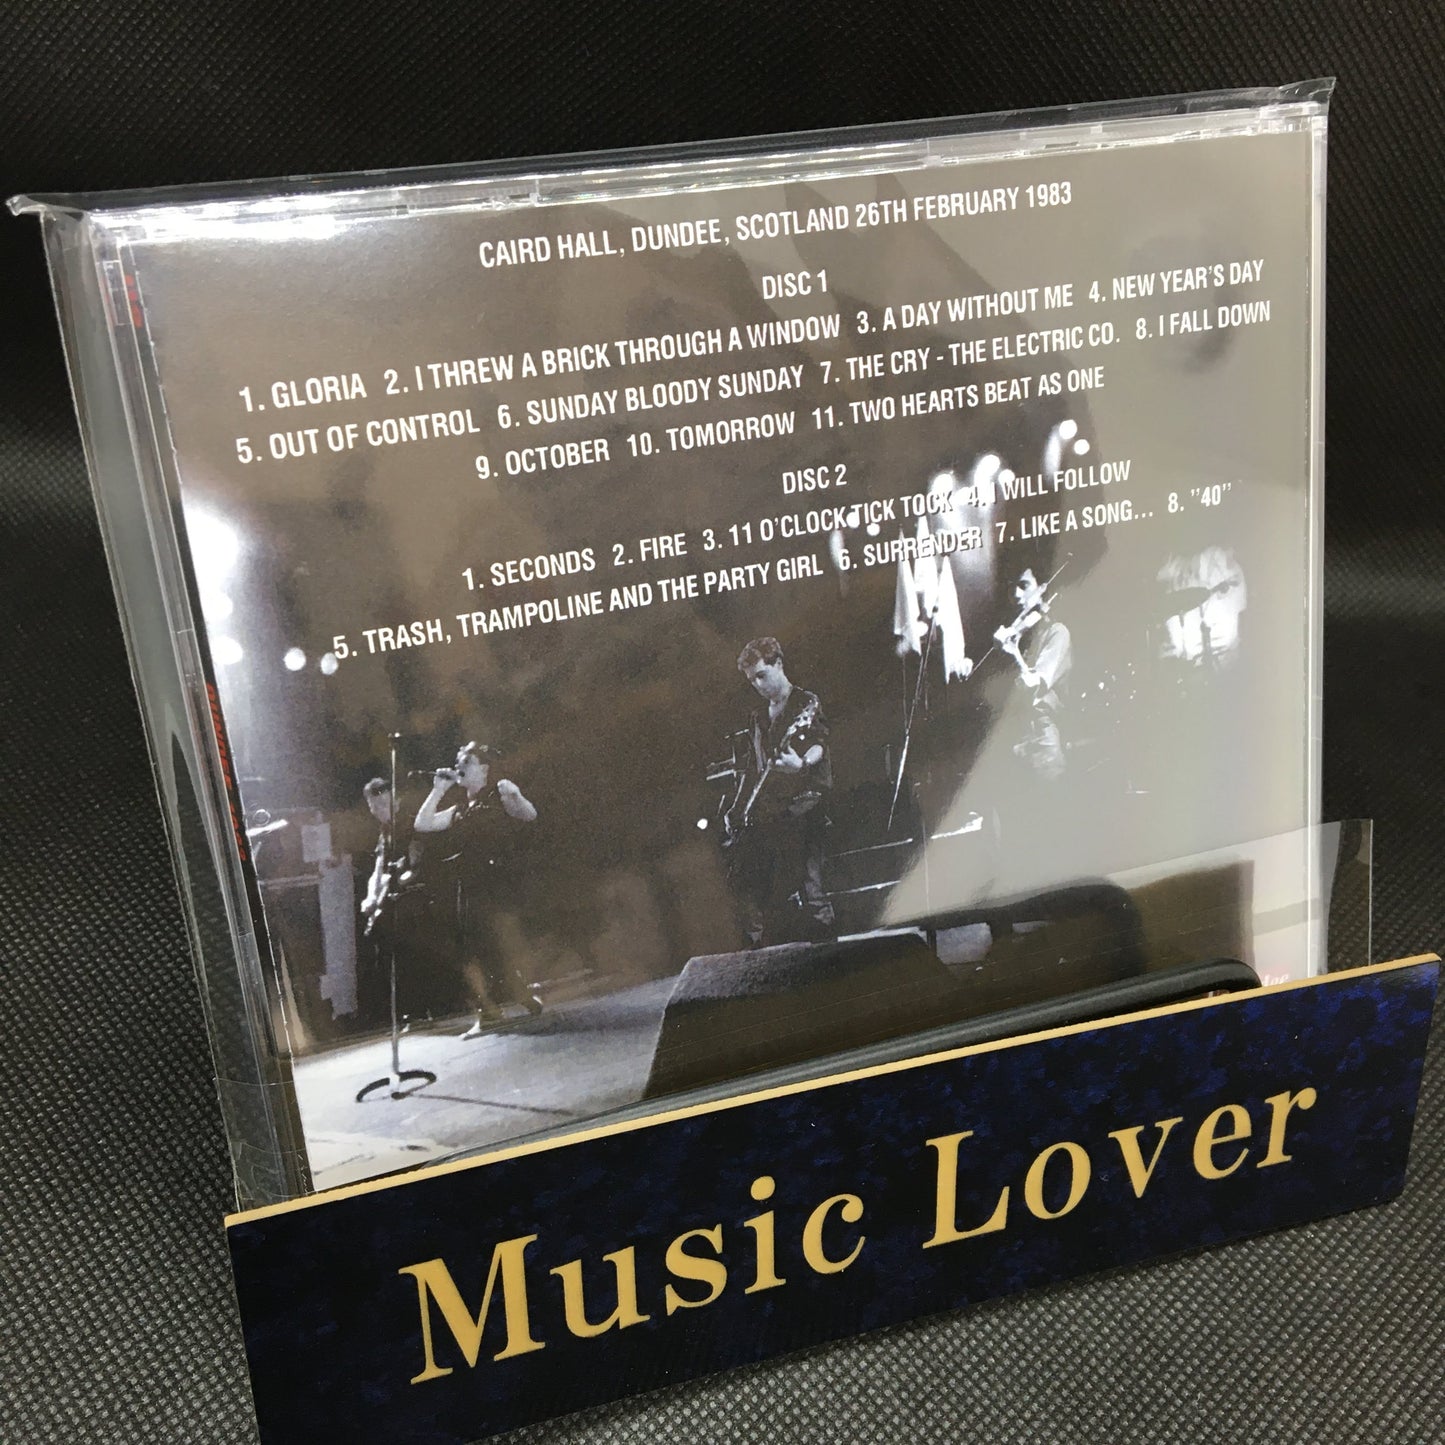 CAIRD HALL, DUNDEE, SCOTLAND 26TH FEBRUARY 1983
DISC 1
1. GLORIA 2. I THREW A BRICK THROUGH A WINDOW 3. A DAY WITHOUT ME 4. NEW YEAR'S DAY
5. OUT OF CONTROL 6. SUNDAY BLOODY SUNDAY 7. THE CRY - THE ELECTRIC CO. 8. I FALL DOWN
9. OCTOBER 10. TOMORROW 11. TWO HEARTS BEAT AS ONE
DISC 2
1. SECONDS 2. FIRE 3. 11 O'CLOCK TICK TOCK 4. I WILL FOLLOW
5. TRASH, TRAMPOLINE AND THE PARTY GIRL 6. SURRENDER 7. LIKE A SONG... 8. "40"
DUNDEE 1983
Music Lover